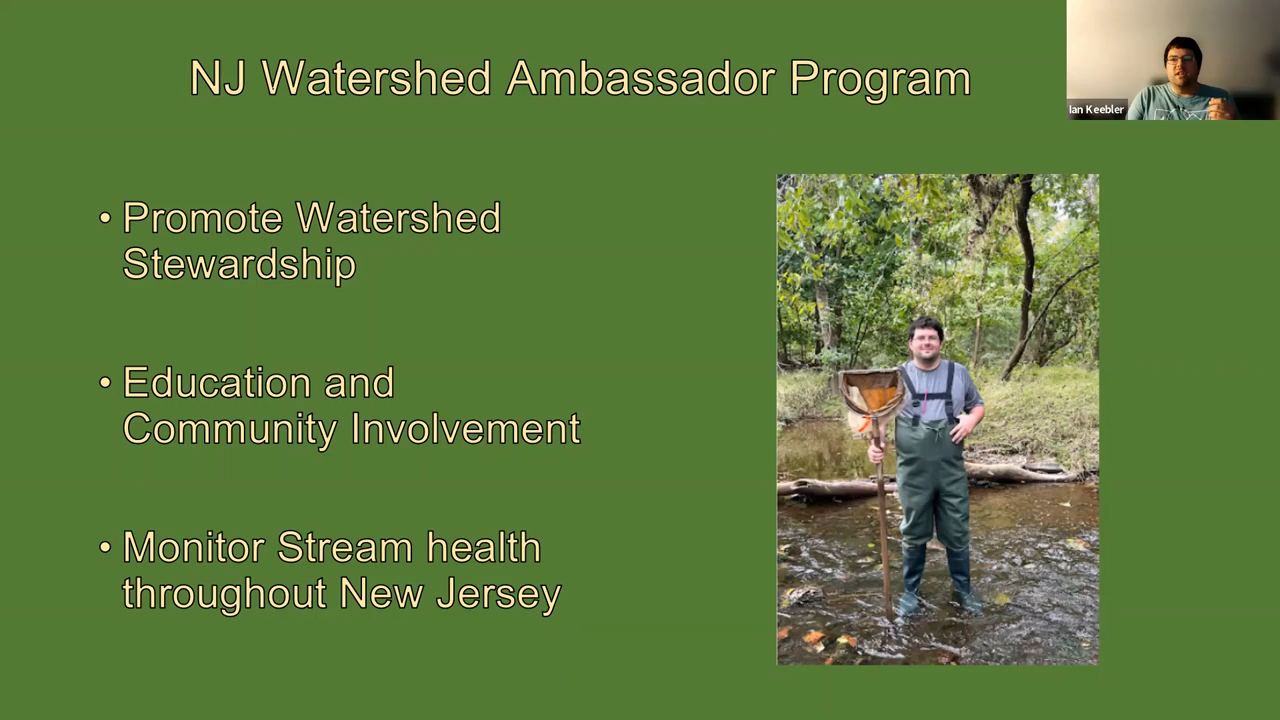 NJ Watershed Ambassador Program
Ian Keebler
• Promote Watershed
Stewardship
• Education and
Community Involvement
• Monitor Stream health
throughout New Jersey